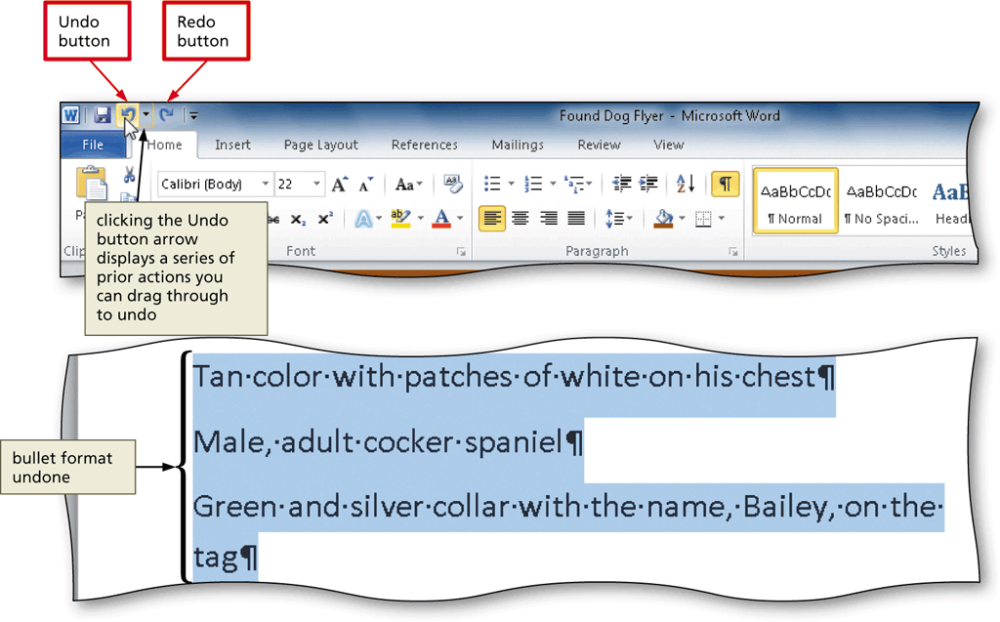 Undo
button
Redo
button
W
Found Dog Flyer - Microsoft Word
File Home Insert Page Layout References Mailings Review View
Calibri (Body) 22 Aa
AaBbCcDc AaBbCcDc AaB
¶ Normal ¶ No Spaci... Headi
Font Paragraph Styles
clicking the Undo
button arrow
displays a series of
prior actions you
can drag through
to undo
Tan·color·with·patches·of·white·on·his·chest¶
Male,·adult·cocker·spaniel¶
bullet format
undone
Green·and·silver·collar·with·the·name,·Bailey,·on·the·
tag¶